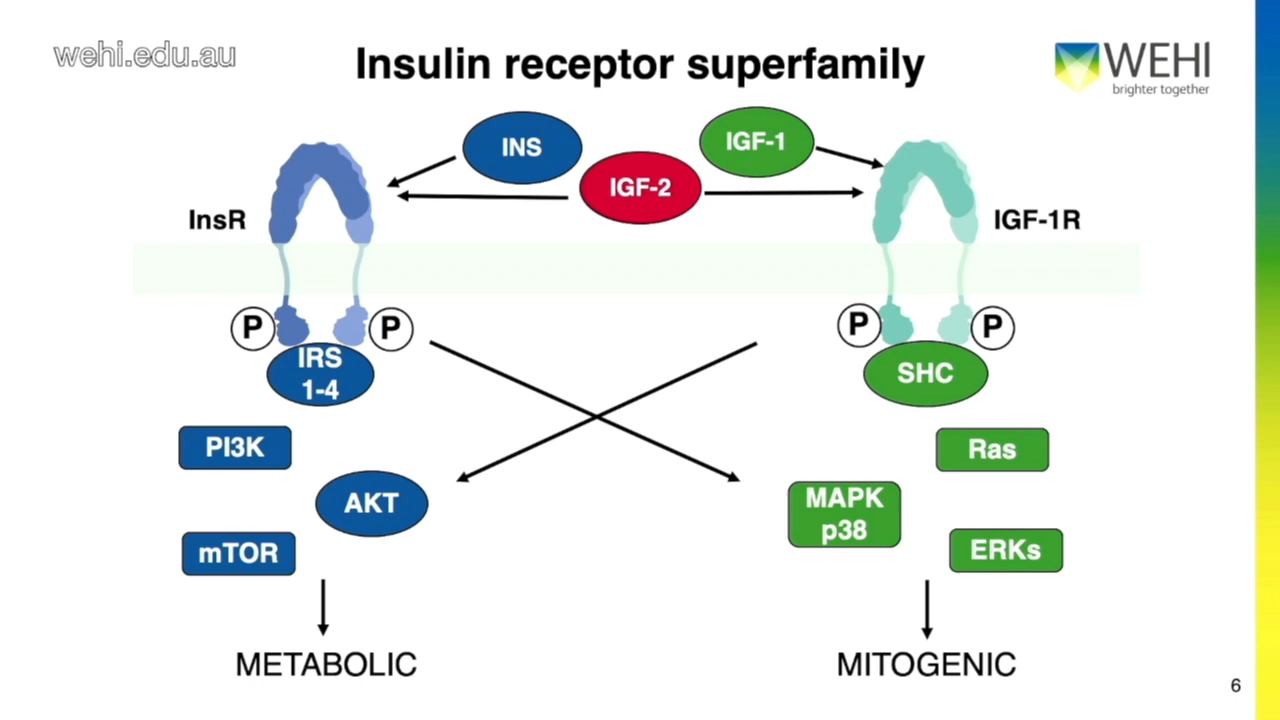 wehi.edu.au
Insulin receptor superfamily
WEHI
brighter together
INS
IGF-1
IGF-2
InsR
IGF-1R
P
P
P
P
IRS
1-4
SHC
PI3K
Ras
AKT
MAPK
p38
mTOR
ERKs
METABOLIC
MITOGENIC
6